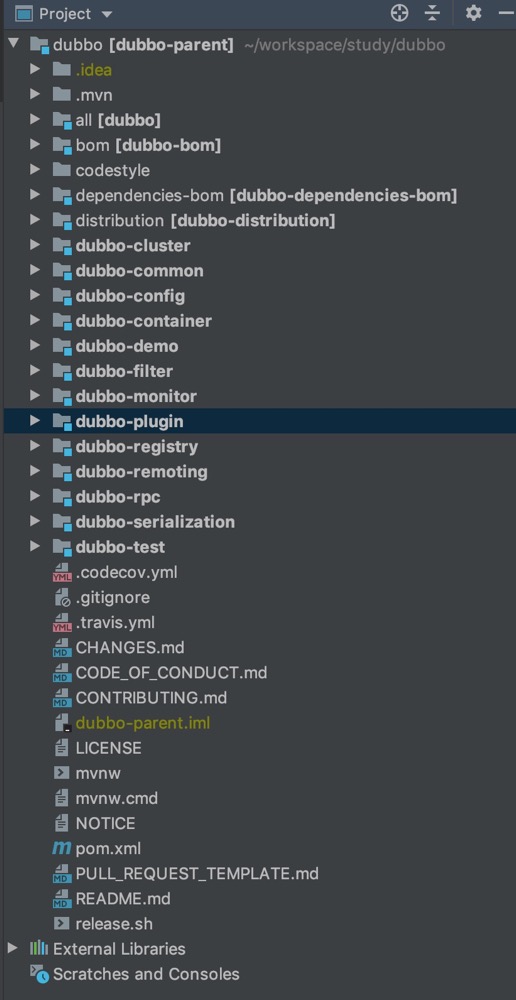 Project
dubbo [dubbo-parent] ~/workspace/study/dubbo
.idea
.mvn
all [dubbo]
bom [dubbo-bom]
codestyle
dependencies-bom [dubbo-dependencies-bom]
distribution [dubbo-distribution]
dubbo-cluster
dubbo-common
dubbo-config
dubbo-container
dubbo-demo
dubbo-filter
dubbo-monitor
dubbo-plugin
dubbo-registry
dubbo-remoting
dubbo-rpc
dubbo-serialization
dubbo-test
YML .codecov.yml
.gitignore
YML .travis.yml
MD CHANGES.md
MD CODE_OF_CONDUCT.md
MD CONTRIBUTING.md
dubbo-parent.iml
LICENSE
mvnw
mvnw.cmd
NOTICE
m pom.xml
MD PULL_REQUEST_TEMPLATE.md
MD README.md
release.sh
External Libraries
Scratches and Consoles